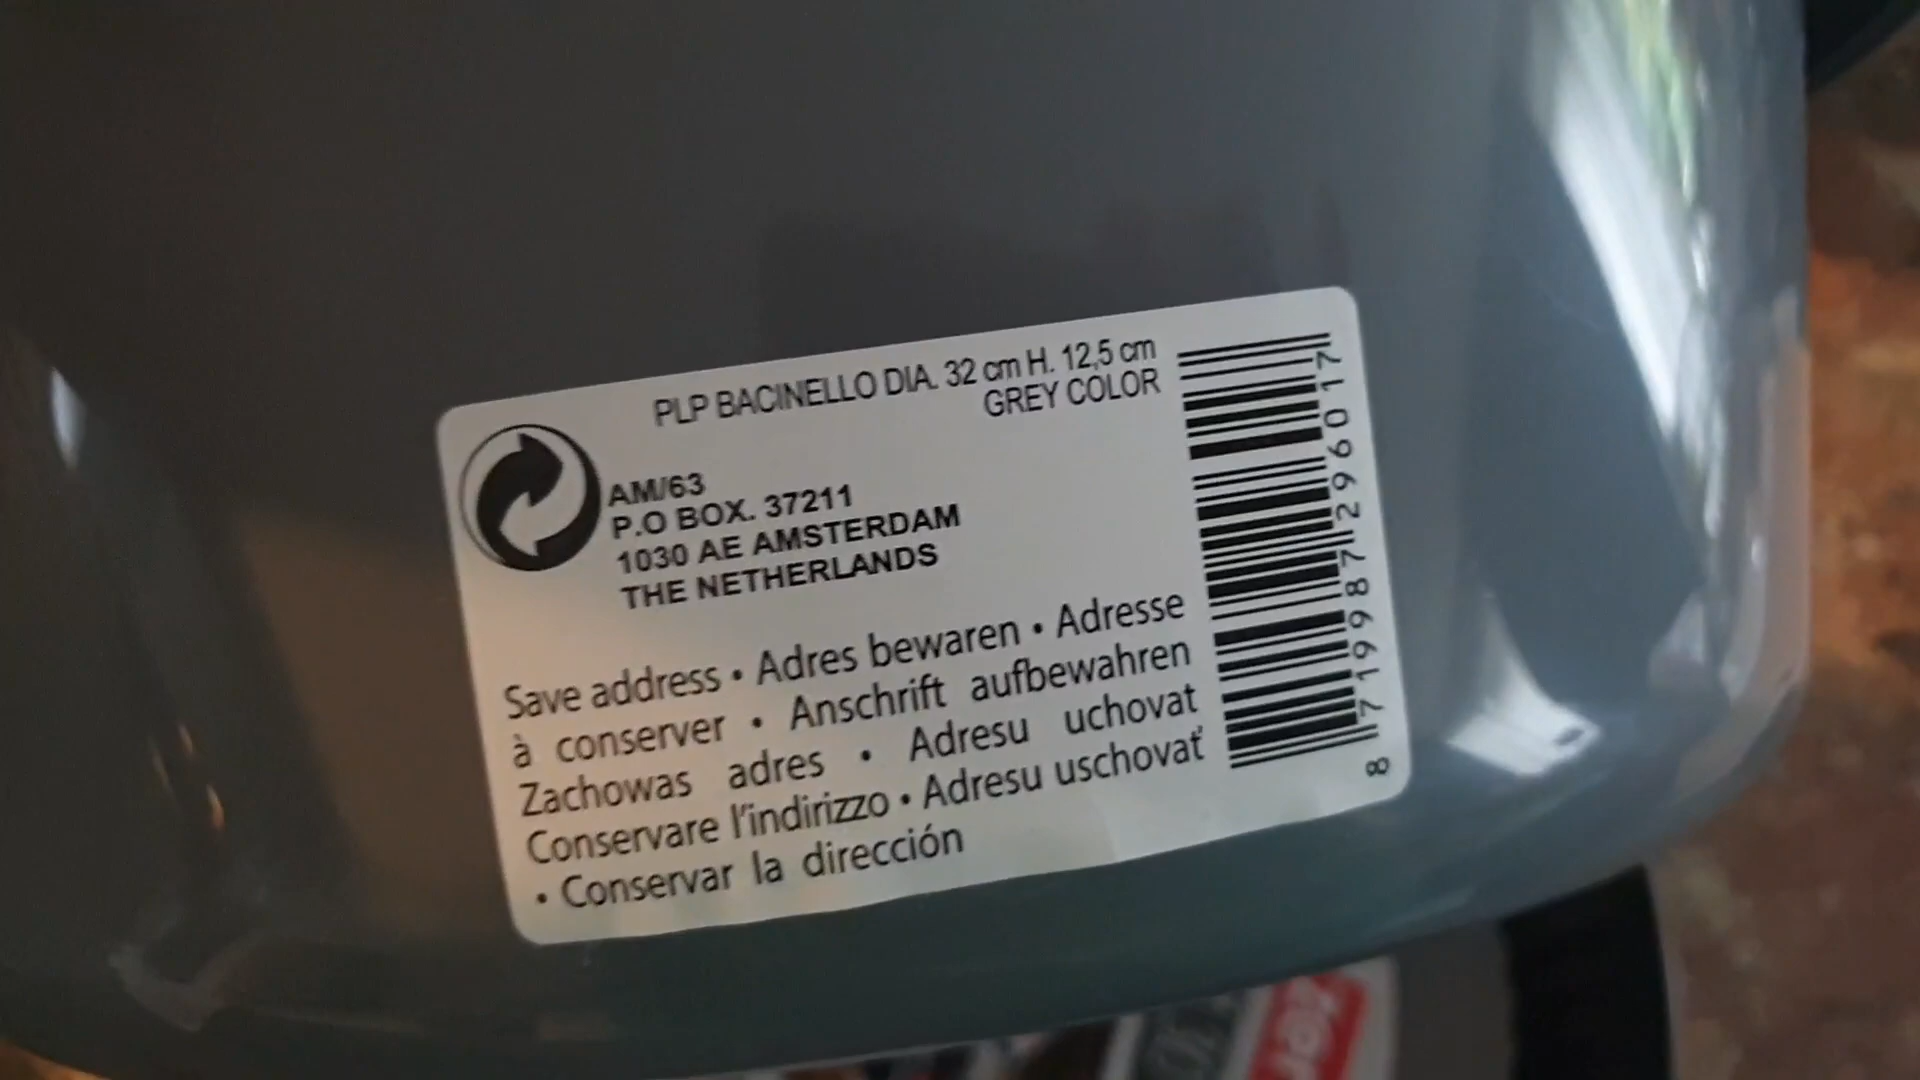 PLP BACINELLO DIA. 32 cm H. 12,5 cm
GREY COLOR
AM/63
P.O BOX. 37211
1030 AE AMSTERDAM
THE NETHERLANDS
Save address • Adres bewaren • Adresse
à conserver • Anschrift aufbewahren
Zachowas adres • Adresu uchovat
Conservare l'indirizzo • Adresu uschovať
• Conservar la dirección
8 719987 296017